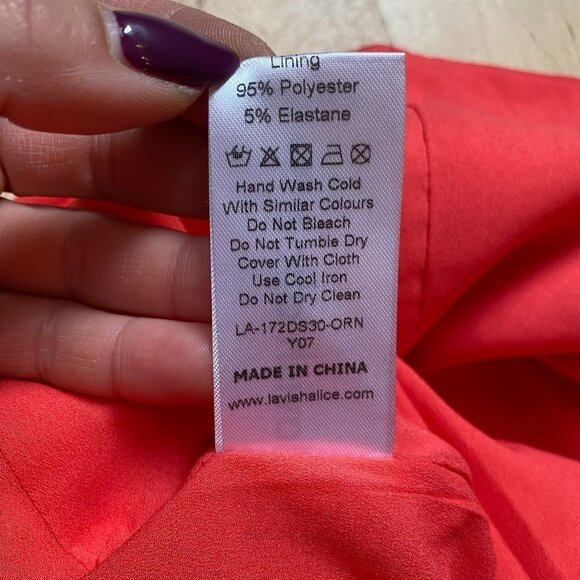 Lining
95% Polyester
5% Elastane
Hand Wash Cold
With Similar Colours
Do Not Bleach
Do Not Tumble Dry
Cover With Cloth
Use Cool Iron
Do Not Dry Clean
LA-172DS30-ORN
Y07
MADE IN CHINA
www.lavishalice.com